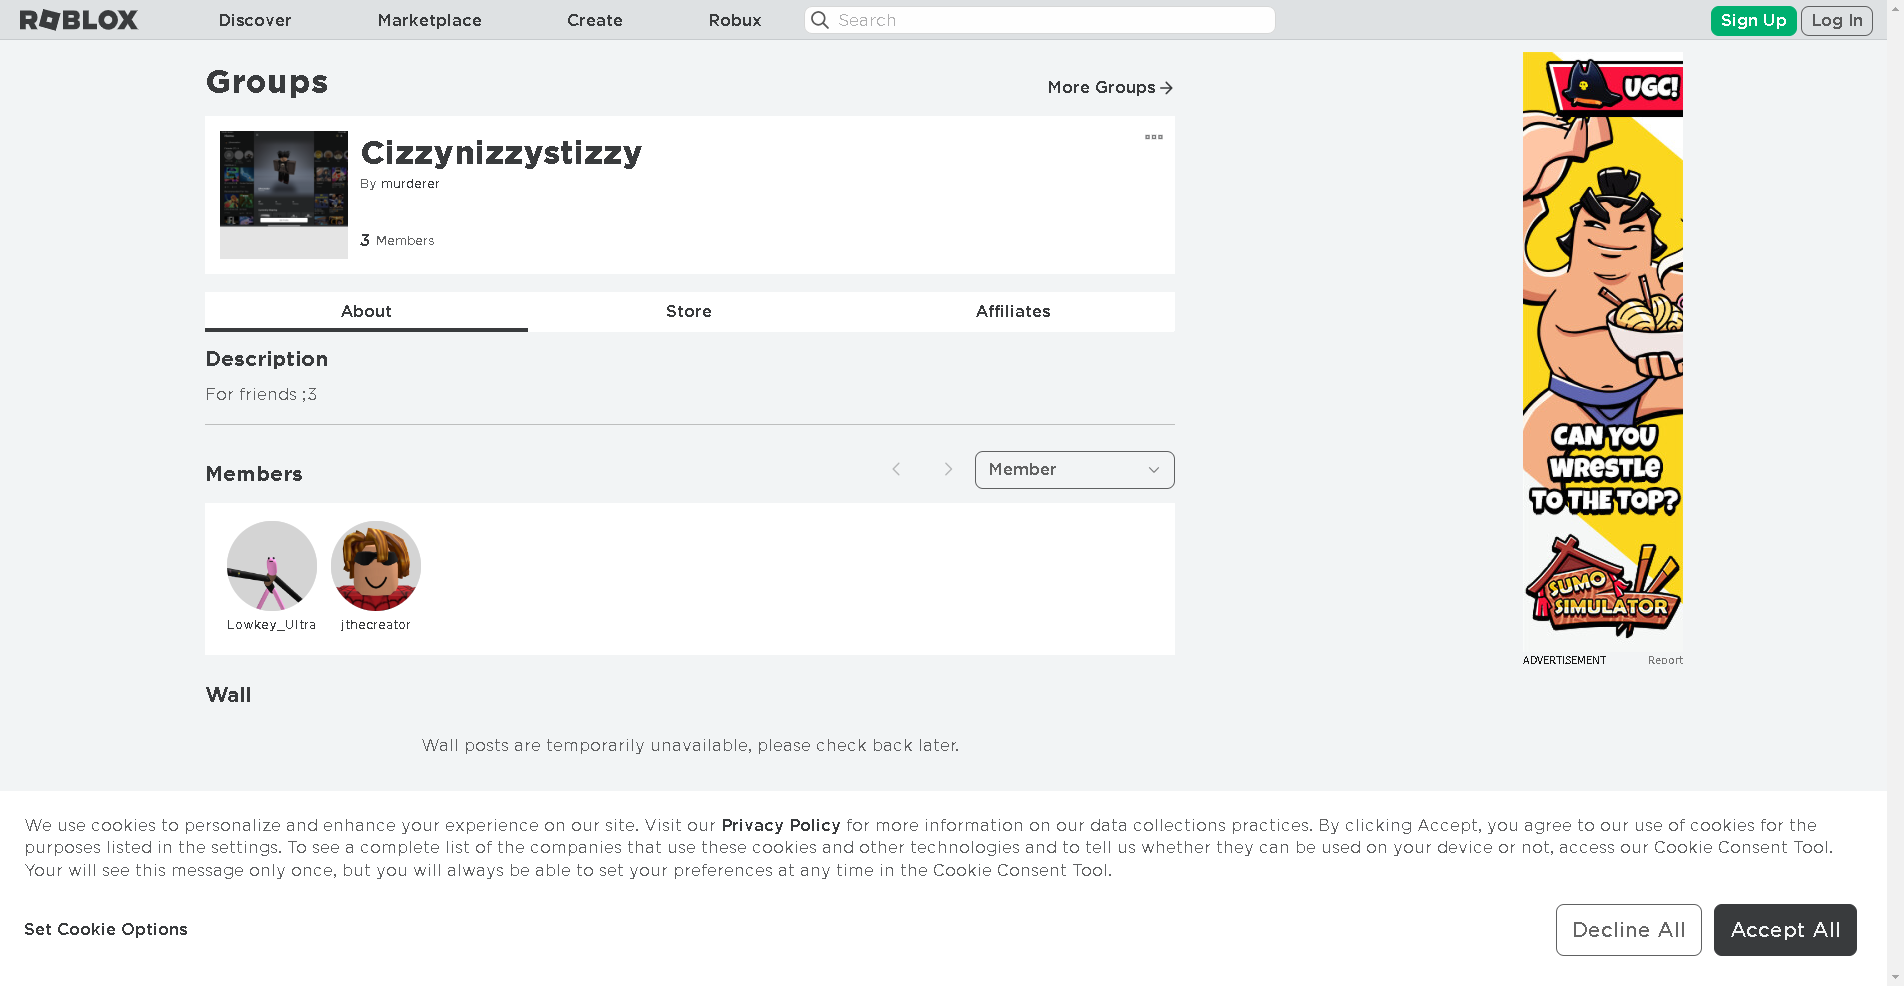 ROBLOX
Discover
Marketplace
Create
Robux
Search
Sign Up
Log In
Groups
More Groups
Cizzynizzystizzy
By murderer
3 Members
About
Store
Affiliates
Description
For friends ;3
Members
Member
Lowkey_Ultra
jthecreator
Wall
Wall posts are temporarily unavailable, please check back later.
UGC!
CAN YOU
WRESTLE
TO THE TOP?
SUMO
SIMULATOR
ADVERTISEMENT
Report
We use cookies to personalize and enhance your experience on our site. Visit our Privacy Policy for more information on our data collections practices. By clicking Accept, you agree to our use of cookies for the
purposes listed in the settings. To see a complete list of the companies that use these cookies and other technologies and to tell us whether they can be used on your device or not, access our Cookie Consent Tool.
Your will see this message only once, but you will always be able to set your preferences at any time in the Cookie Consent Tool.
Set Cookie Options
Decline All
Accept All